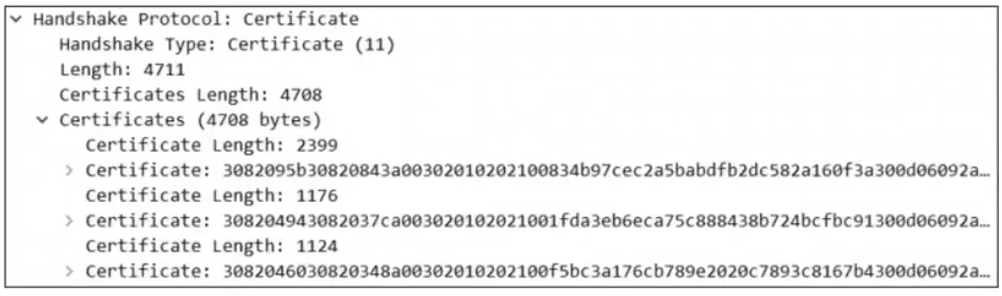 Handshake Protocol: Certificate
Handshake Type: Certificate (11)
Length: 4711
Certificates Length: 4708
Certificates (4708 bytes)
Certificate Length: 2399
Certificate: 3082095b30820843a00302010202100834b97cec2a5babdfb2dc582a160f3a300d06092a…
Certificate Length: 1176
Certificate: 308204943082037ca003020102021001fda3eb6eca75c888438b724bcfbc91300d06092a…
Certificate Length: 1124
Certificate: 3082046030820348a00302010202100f5bc3a176cb789e2020c7893c8167b4300d06092a…